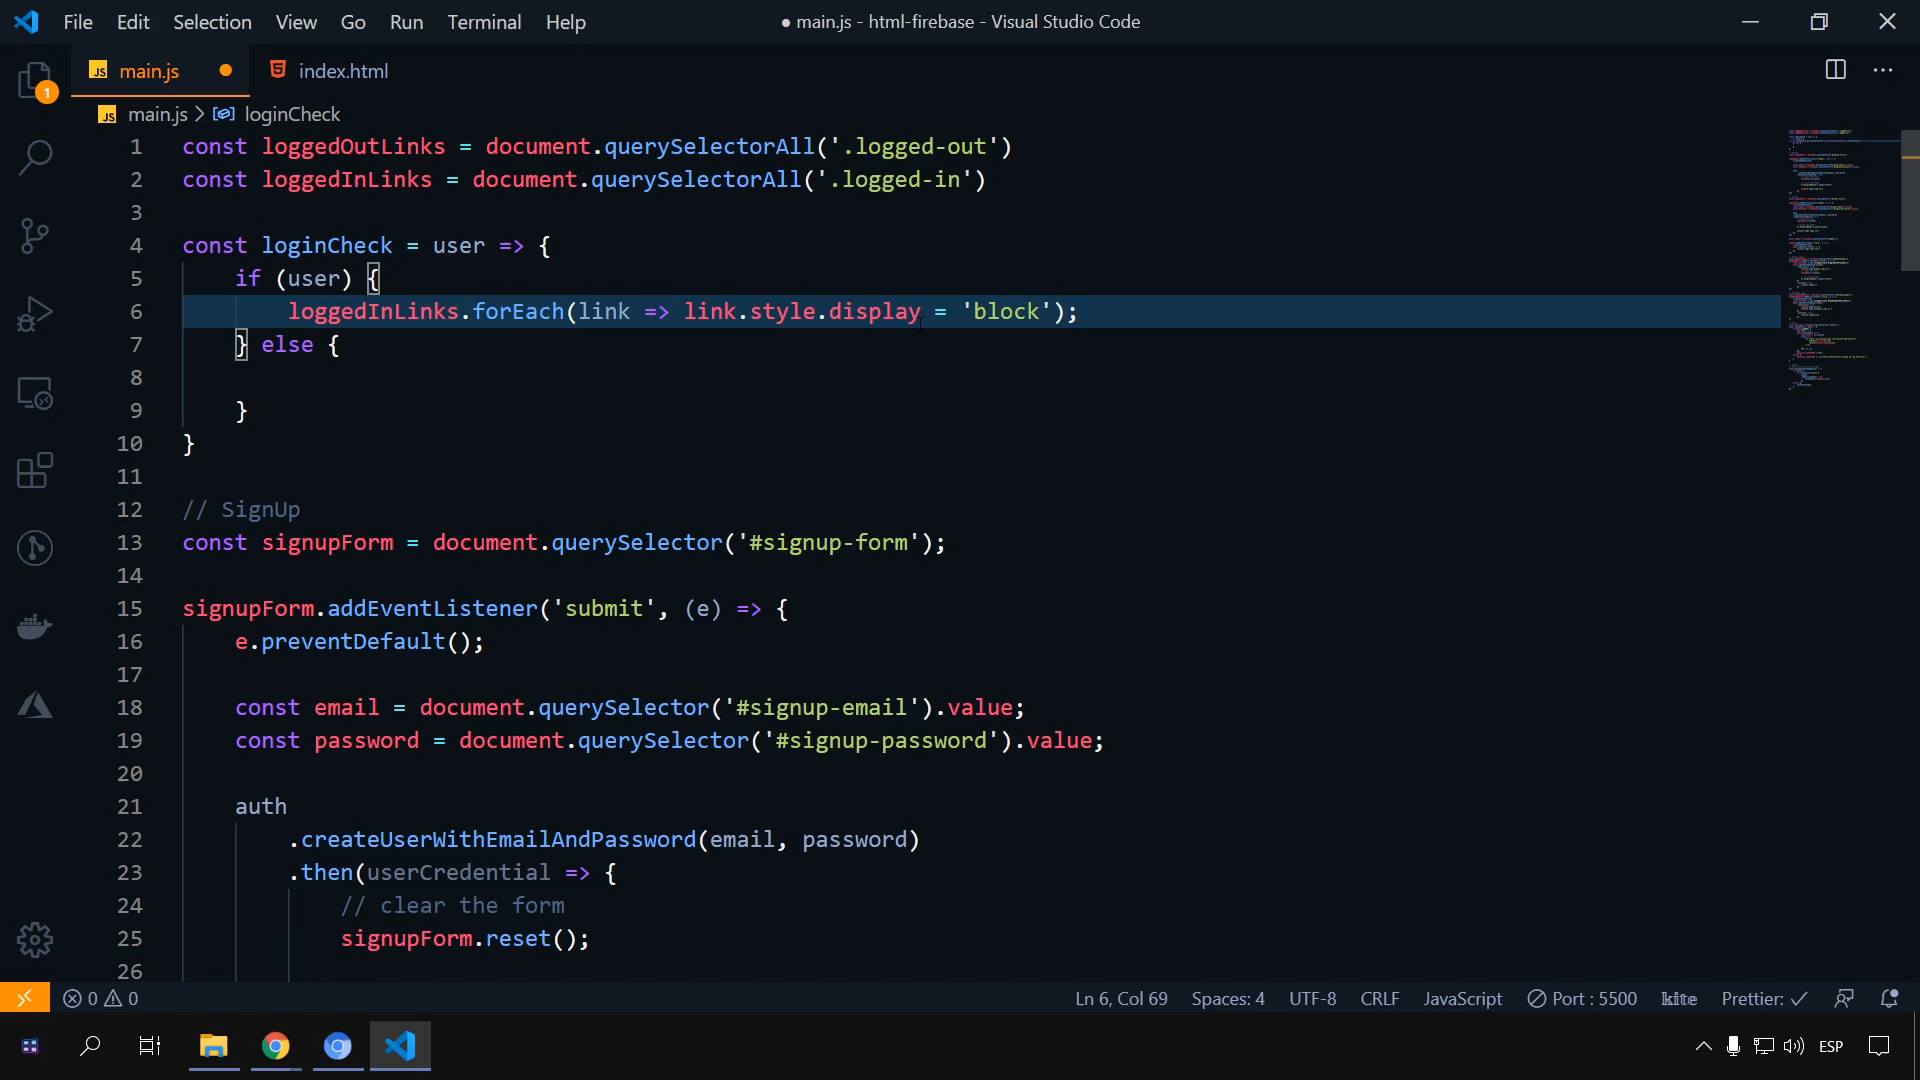 File Edit Selection View Go Run Terminal Help
● main.js - html-firebase - Visual Studio Code
1
JS main.js ●
5 index.html
JS main.js > loginCheck
1 const loggedOutLinks = document.querySelectorAll('.logged-out')
2 const loggedInLinks = document.querySelectorAll('.logged-in')
3
4 const loginCheck = user => {
5 if (user) {
6 loggedInLinks.forEach(link => link.style.display = 'block');
7 } else {
8
9 }
10 }
11
12 // SignUp
13 const signupForm = document.querySelector('#signup-form');
14
15 signupForm.addEventListener('submit', (e) => {
16 e.preventDefault();
17
18 const email = document.querySelector('#signup-email').value;
19 const password = document.querySelector('#signup-password').value;
20
21 auth
22 .createUserWithEmailAndPassword(email, password)
23 .then(userCredential => {
24 // clear the form
25 signupForm.reset();
26
0 0 Ln 6, Col 69 Spaces: 4 UTF-8 CRLF JavaScript Port : 5500 kite Prettier: ✓
ESP